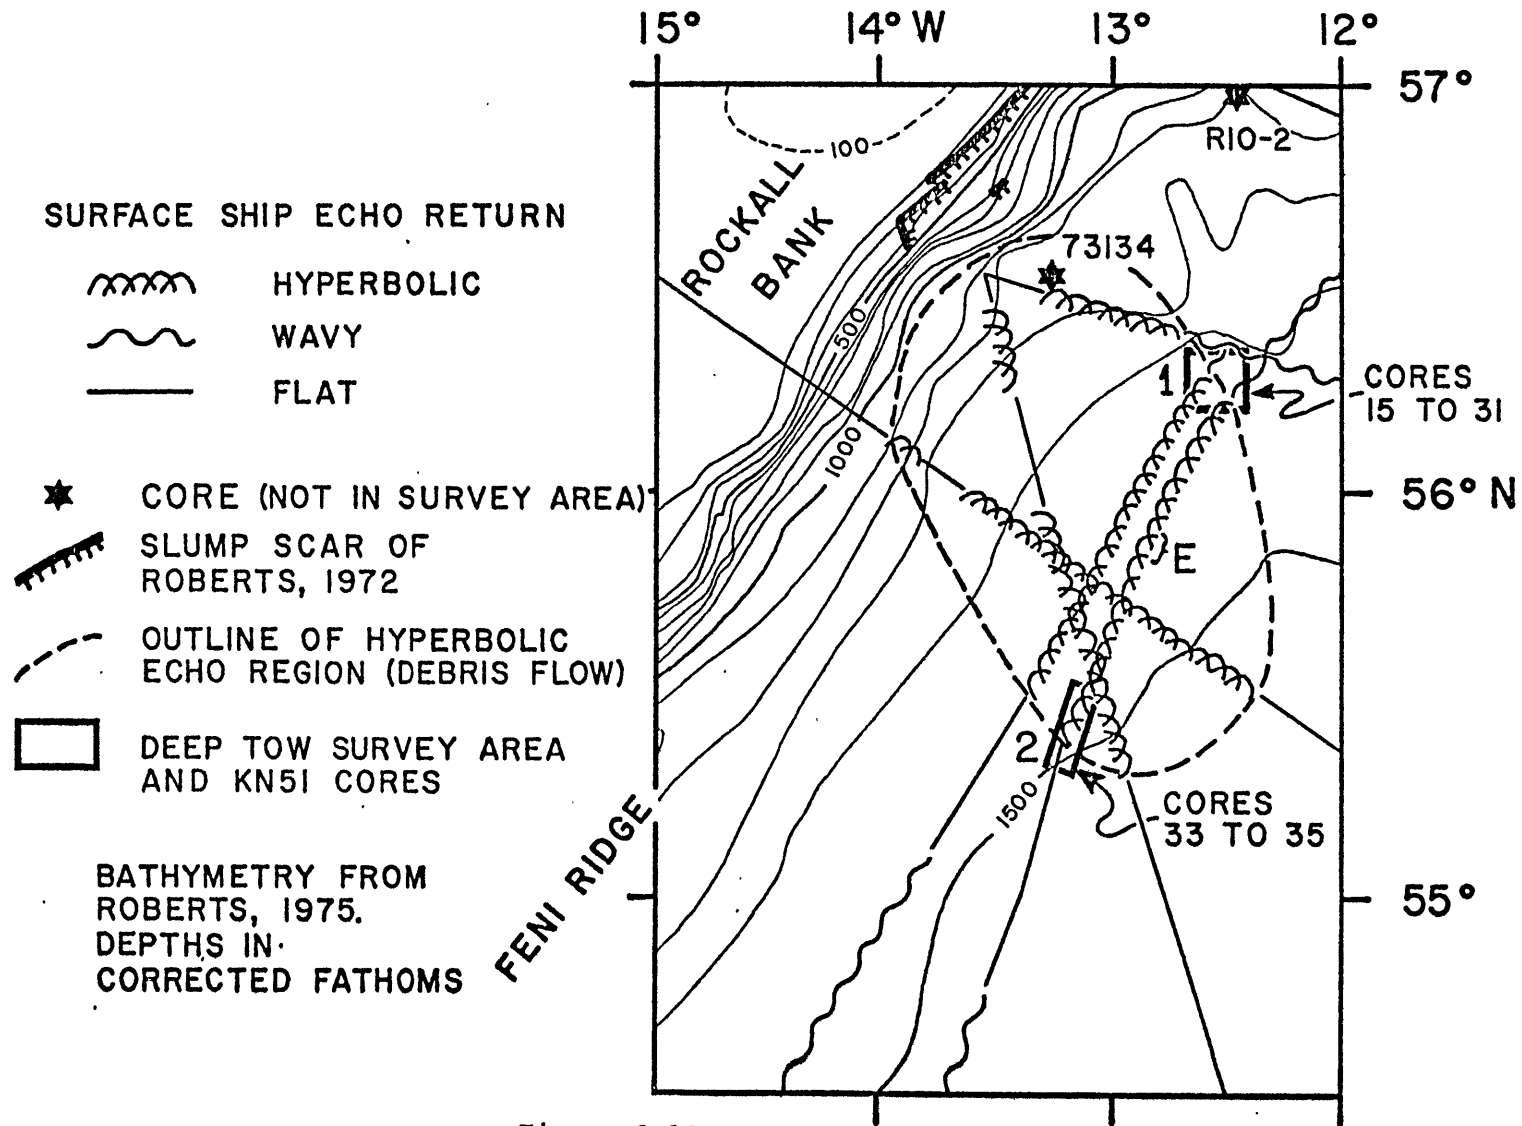 15° 14° W 13° 12°
57°
RIO-2
100
ROCKALL
BANK
73134
SURFACE SHIP ECHO RETURN
HYPERBOLIC
WAVY
FLAT
500
1
CORES
15 TO 31
1000
56° N
CORE (NOT IN SURVEY AREA)
SLUMP SCAR OF
ROBERTS, 1972
E
OUTLINE OF HYPERBOLIC
ECHO REGION (DEBRIS FLOW)
2
DEEP TOW SURVEY AREA
AND KN51 CORES
1500
CORES
33 TO 35
FENI RIDGE
55°
BATHYMETRY FROM
ROBERTS, 1975.
DEPTHS IN
CORRECTED FATHOMS